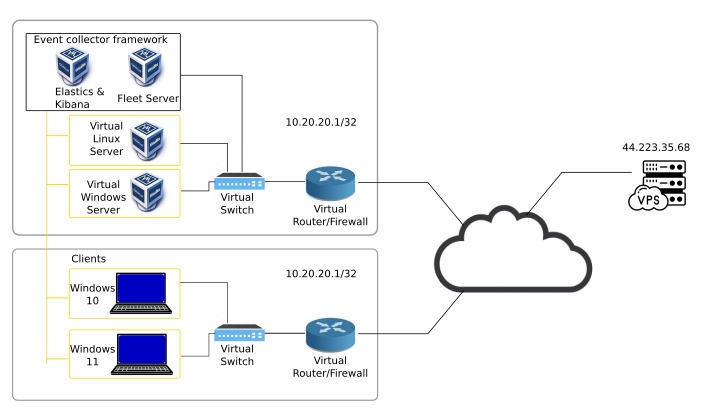 Event collector framework
Elastics &
Kibana
Fleet Server
Virtual
Linux
Server
Virtual
Windows
Server
Virtual
Switch
10.20.20.1/32
Virtual
Router/Firewall
44.223.35.68
VPS
Clients
Windows
10
Windows
11
Virtual
Switch
10.20.20.1/32
Virtual
Router/Firewall